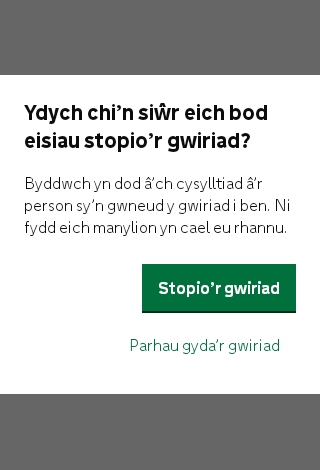 Ydych chi’n siŵr eich bod
eisiau stopio’r gwiriad?
Byddwch yn dod â’ch cysylltiad â’r
person sy’n gwneud y gwiriad i ben. Ni
fydd eich manylion yn cael eu rhannu.
Stopio’r gwiriad
Parhau gyda’r gwiriad